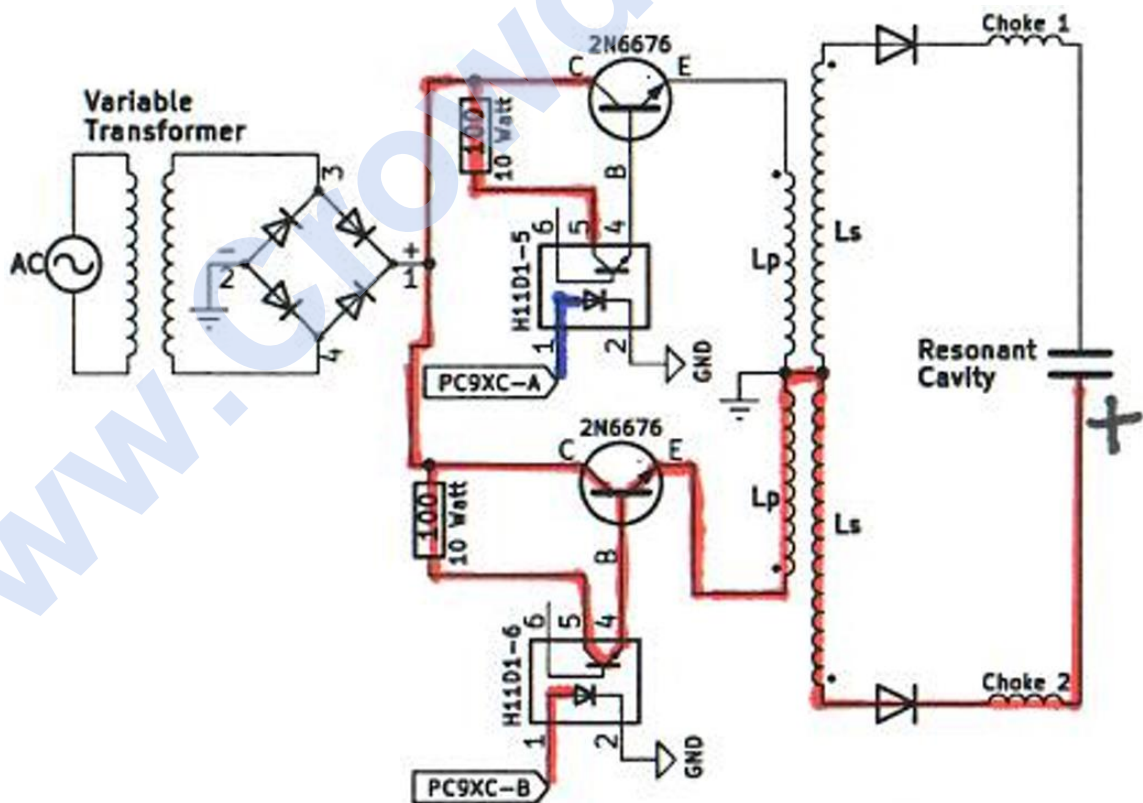 www.Crowd
Variable
Transformer
AC
3
-
2
+
1
4
100
10 Watt
2N6676
C
E
B
6
5
4
H11D1-5
1
2
GND
PC9XC-A
100
10 Watt
2N6676
C
E
B
6
5
4
H11D1-6
1
2
GND
PC9XC-B
Lp
Ls
Lp
Ls
Choke 1
Resonant
Cavity
+
Choke 2